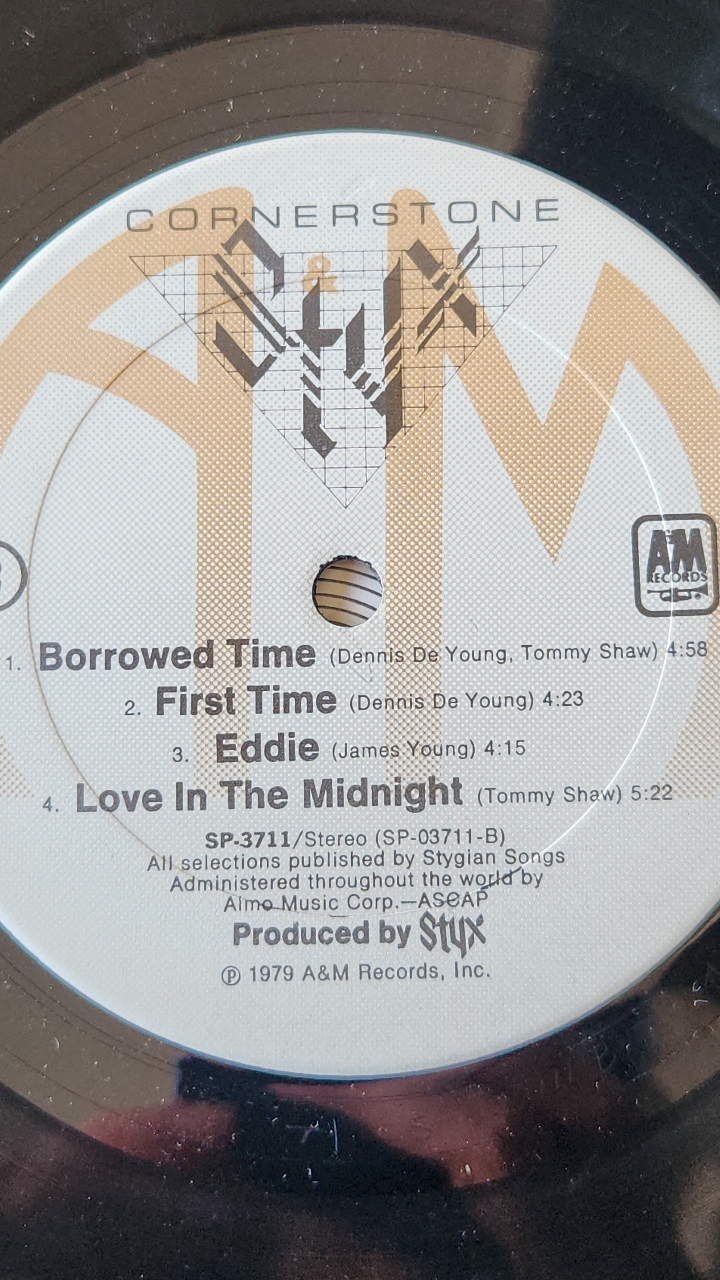 CORNERSTONE
&
Styx
A&M
RECORDS
1. Borrowed Time (Dennis De Young, Tommy Shaw) 4:58
2. First Time (Dennis De Young) 4:23
3. Eddie (James Young) 4:15
4. Love In The Midnight (Tommy Shaw) 5:22
SP-3711/Stereo (SP-03711-B)
All selections published by Stygian Songs
Administered throughout the world by
Almo Music Corp.—ASCAP
Produced by Styx
℗ 1979 A&M Records, Inc.